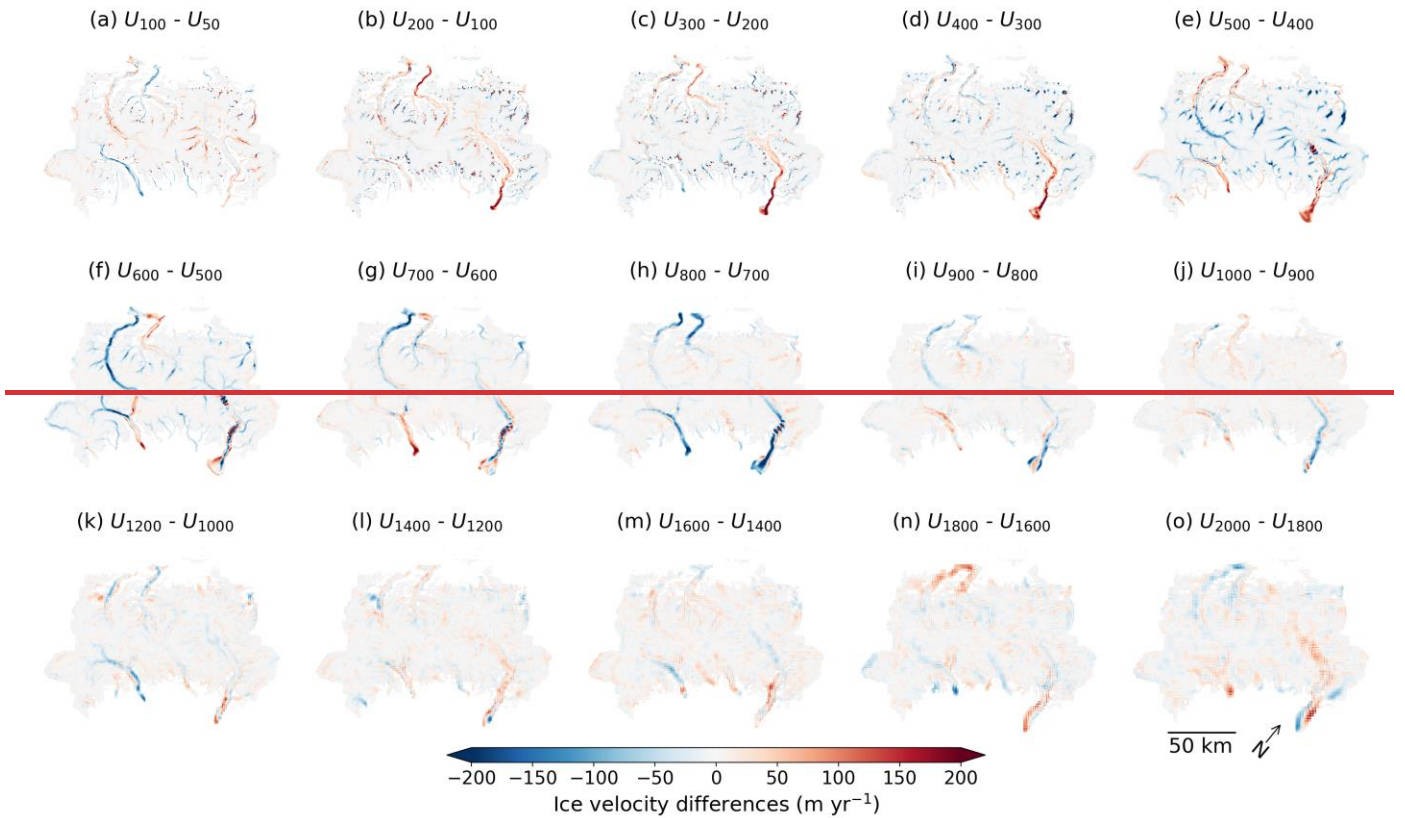 (a) U₁₀₀ - U₅₀
(b) U₂₀₀ - U₁₀₀
(c) U₃₀₀ - U₂₀₀
(d) U₄₀₀ - U₃₀₀
(e) U₅₀₀ - U₄₀₀
(f) U₆₀₀ - U₅₀₀
(g) U₇₀₀ - U₆₀₀
(h) U₈₀₀ - U₇₀₀
(i) U₉₀₀ - U₈₀₀
(j) U₁₀₀₀ - U₉₀₀
(k) U₁₂₀₀ - U₁₀₀₀
(l) U₁₄₀₀ - U₁₂₀₀
(m) U₁₆₀₀ - U₁₄₀₀
(n) U₁₈₀₀ - U₁₆₀₀
(o) U₂₀₀₀ - U₁₈₀₀
50 km
N
−200 −150 −100 −50 0 50 100 150 200
Ice velocity differences (m yr⁻¹)